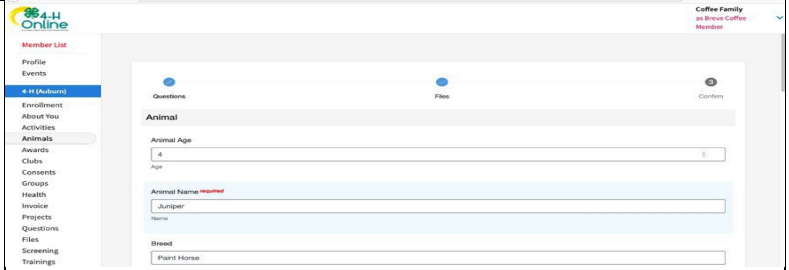 4-H
Online
Coffee Family
as Breve Coffee
Member
Member List
Profile
Events
4-H (Auburn)
Enrollment
About You
Activities
Animals
Awards
Clubs
Consents
Groups
Health
Invoice
Projects
Questions
Files
Screening
Trainings
3
Questions
Files
Confirm
Animal
Animal Age
4
Age
Animal Name required
Juniper
Name
Breed
Paint Horse